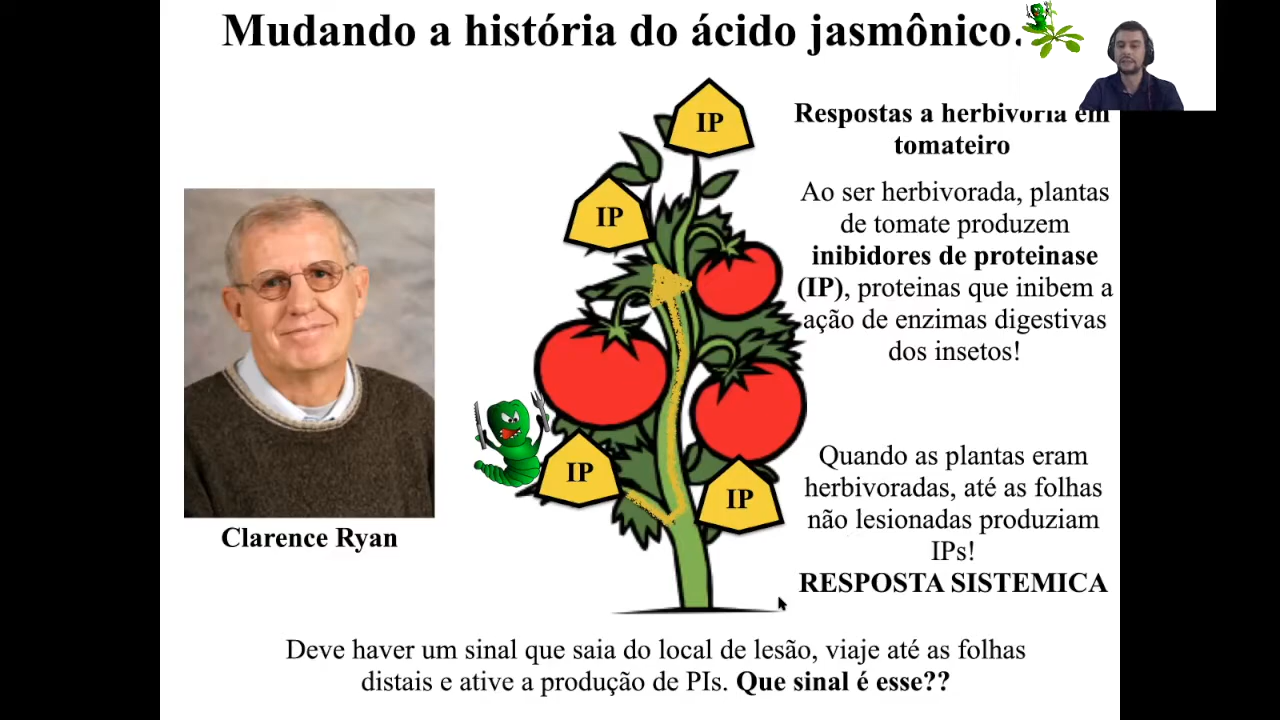 Mudando a história do ácido jasmônico.
IP
IP
IP
IP
Clarence Ryan
Respostas a herbivoria em
tomateiro
Ao ser herbivorada, plantas
de tomate produzem
inibidores de proteinase
(IP), proteinas que inibem a
ação de enzimas digestivas
dos insetos!
Quando as plantas eram
herbivoradas, até as folhas
não lesionadas produziam
IPs!
RESPOSTA SISTEMICA
Deve haver um sinal que saia do local de lesão, viaje até as folhas
distais e ative a produção de PIs. Que sinal é esse??